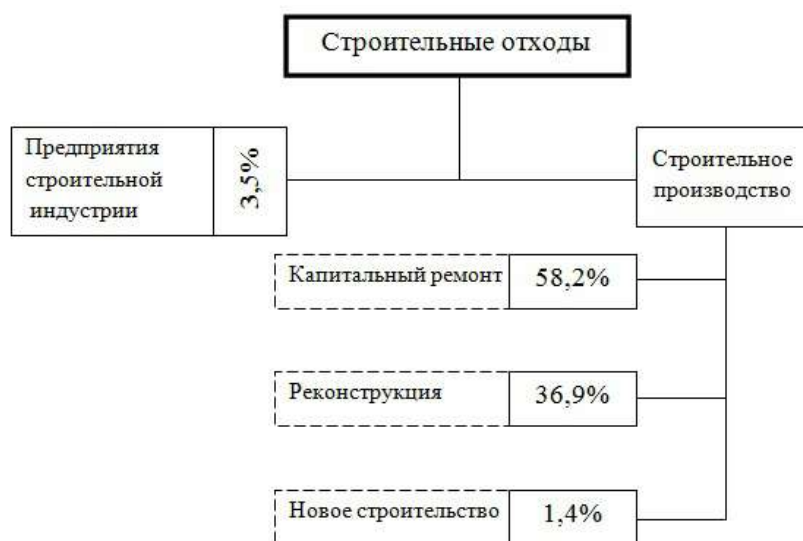 Строительные отходы
Предприятия
строительной
индустрии
3,5%
Строительное
производство
Капитальный ремонт
58,2%
Реконструкция
36,9%
Новое строительство
1,4%